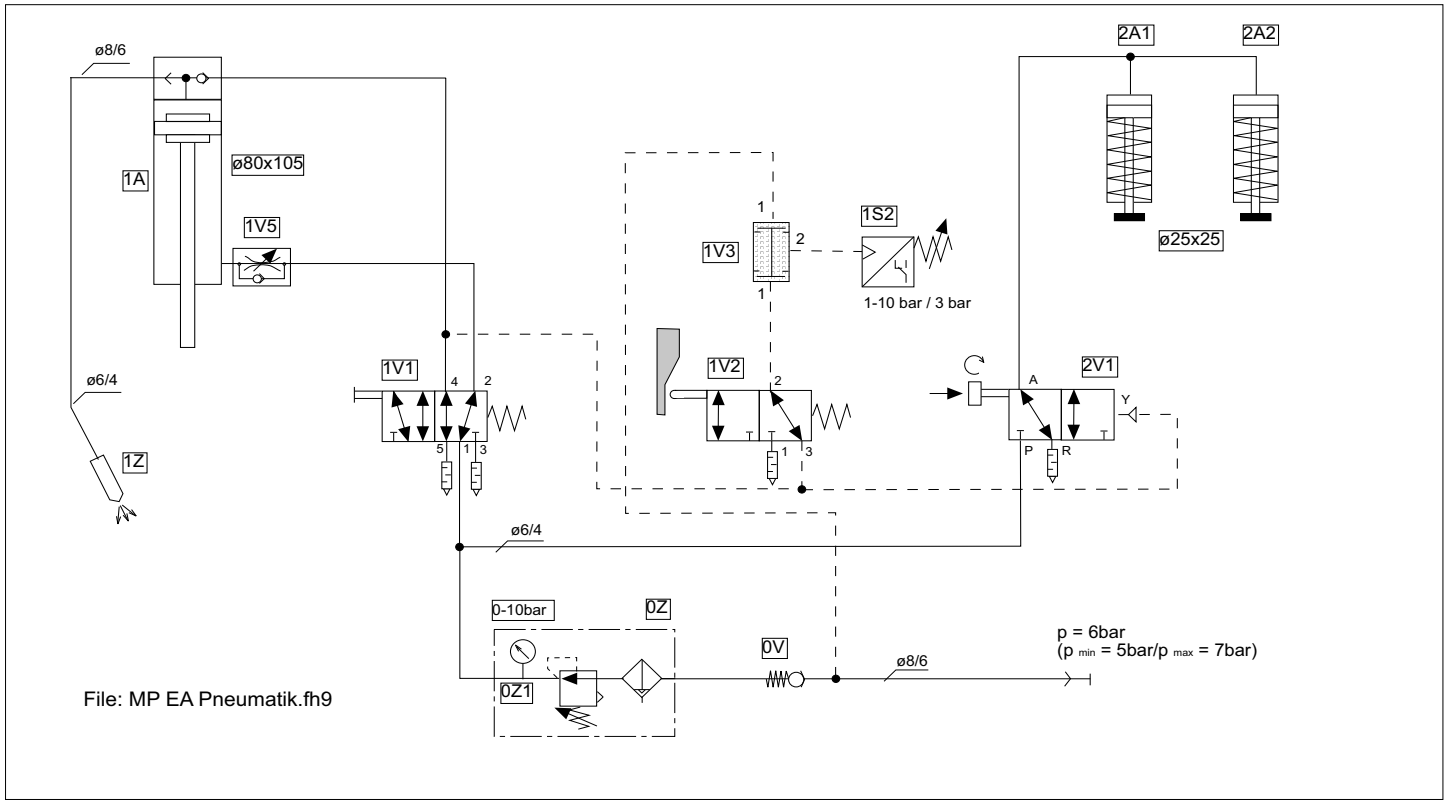 ø8/6
2A1
2A2
ø80x105
1A
1V5
1
1S2
1V3
2
ø25x25
1
1-10 bar / 3 bar
1V1
4
2
1V2
2
2V1
A
Y
ø6/4
5
1
3
1
3
P
R
1Z
ø6/4
0-10bar
0Z
0V
p = 6bar
(p min = 5bar/p max = 7bar)
ø8/6
0Z1
File: MP EA Pneumatik.fh9